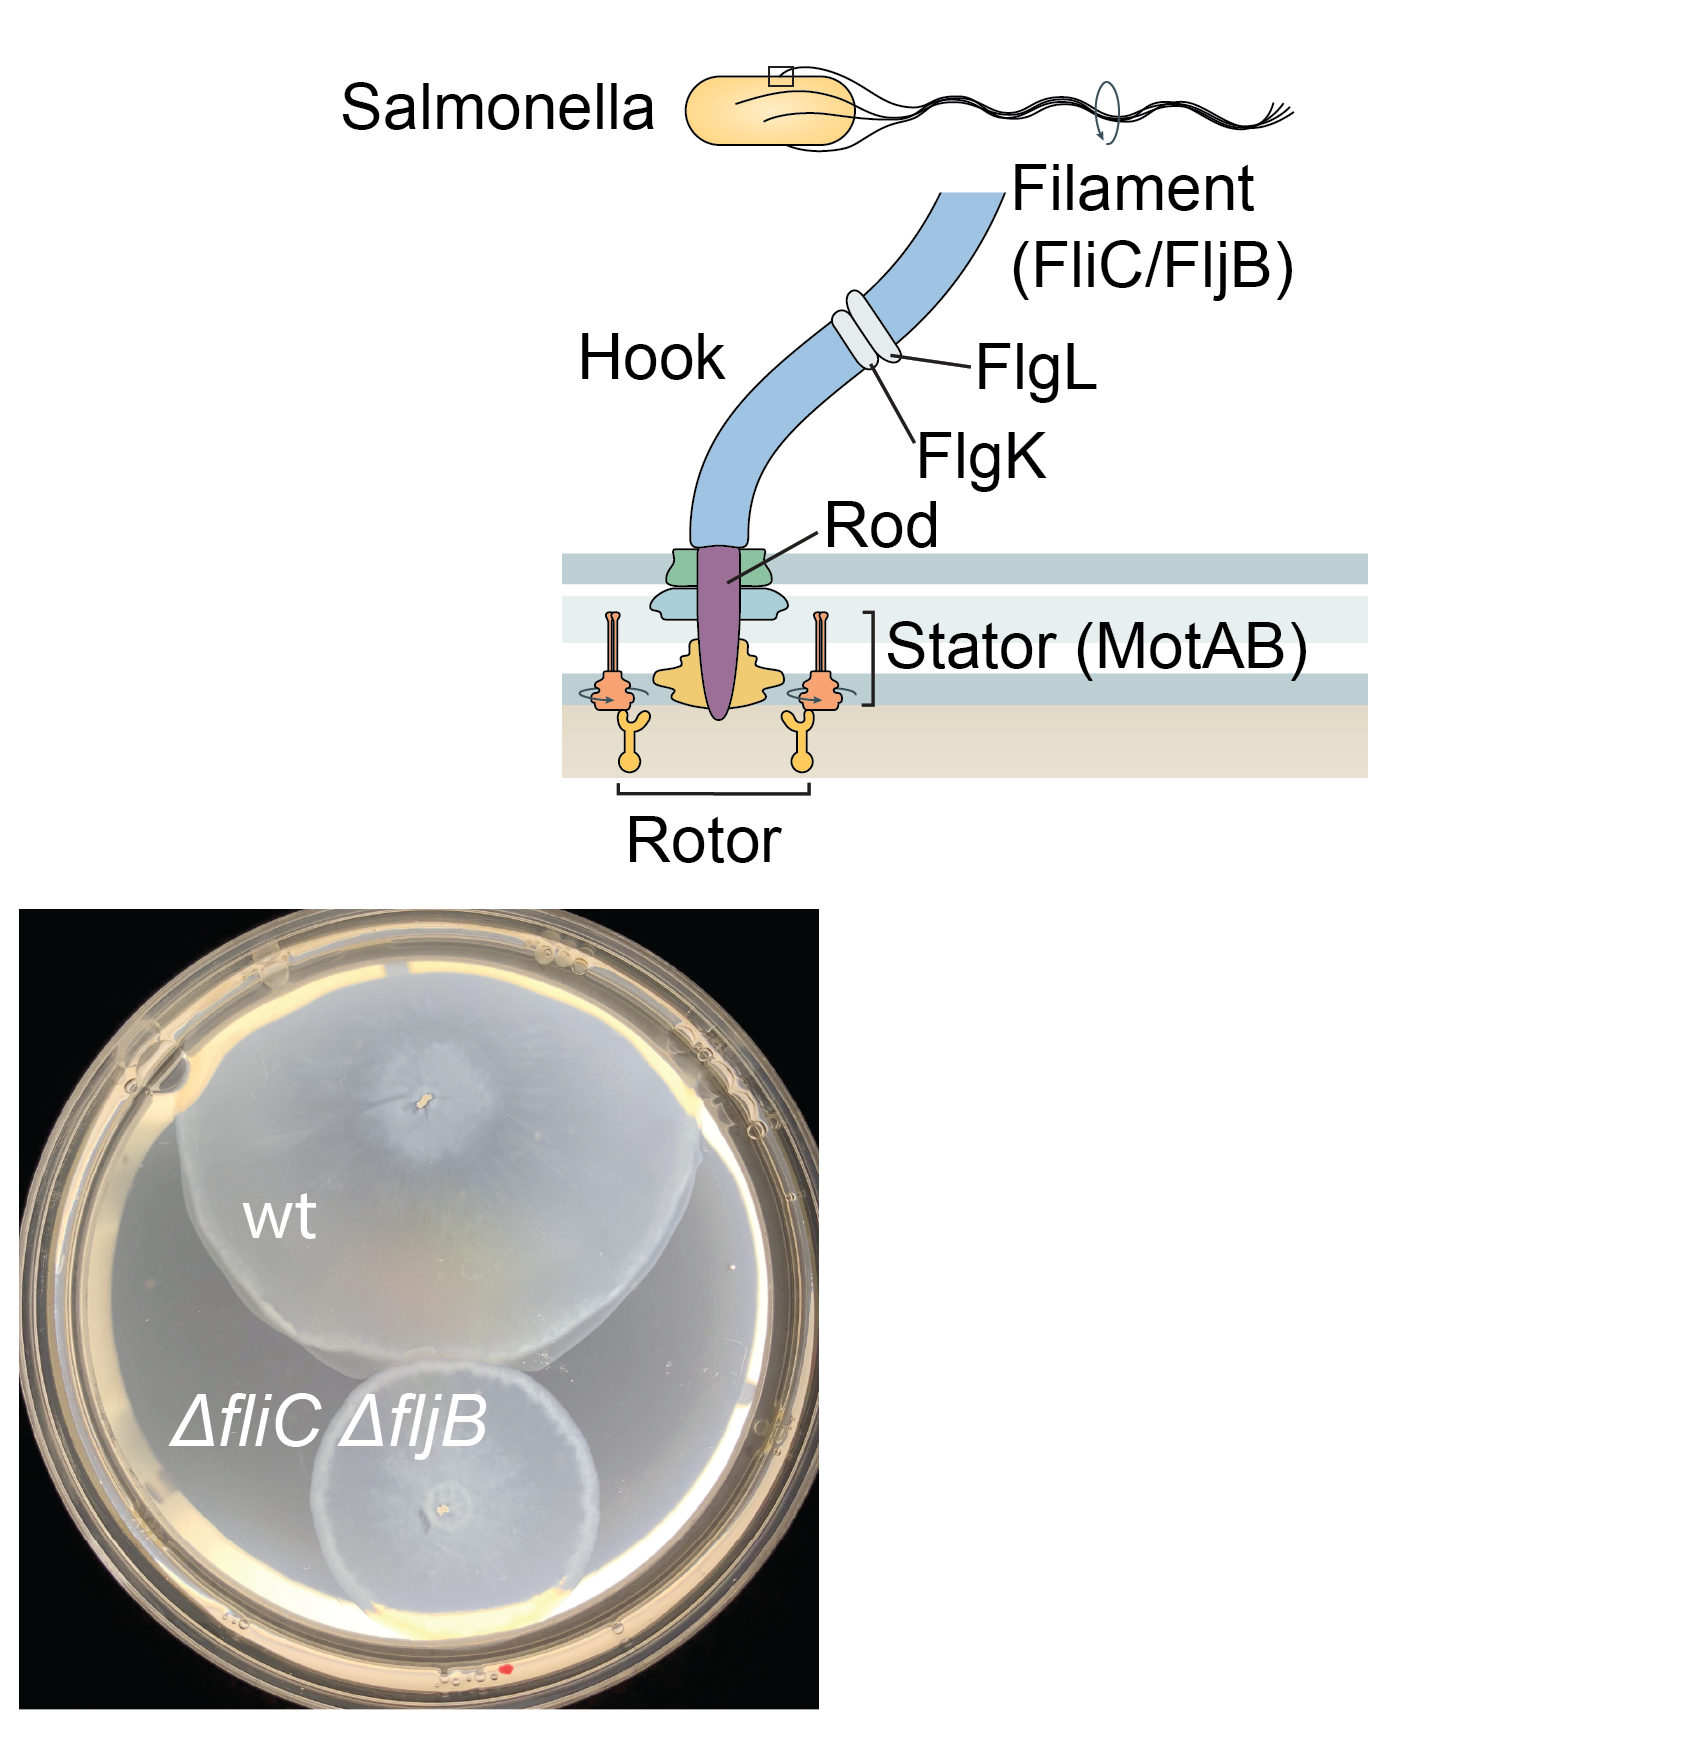 Salmonella
Filament
(FliC/FljB)
Hook
FlgL
FlgK
Rod
Stator (MotAB)
Rotor
wt
ΔfliC ΔfljB